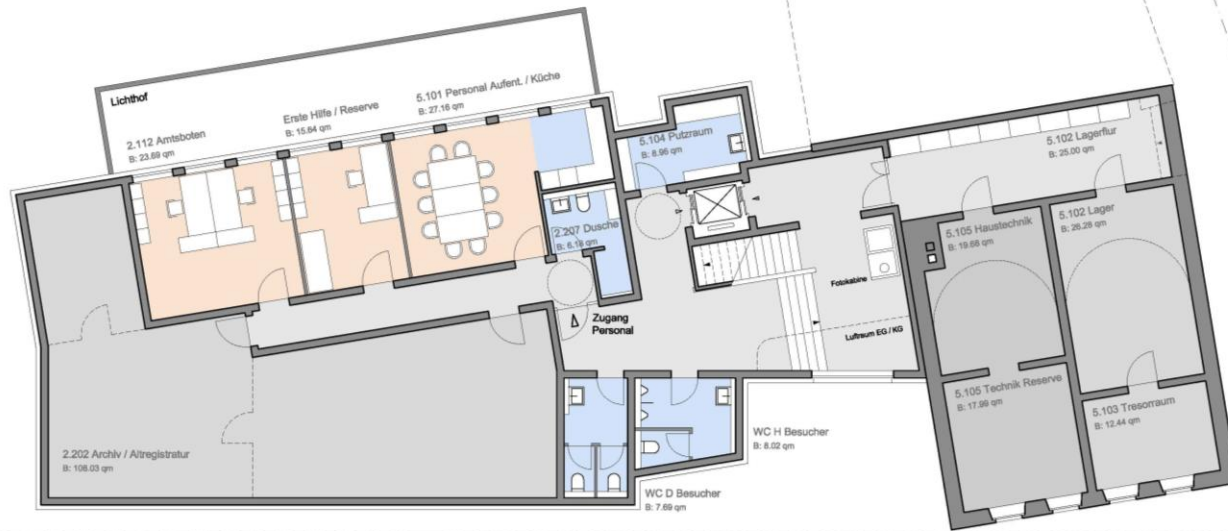 Lichthof
2.112 Amtsboten
B: 23.69 qm
Erste Hilfe / Reserve
B: 15.64 qm
5.101 Personal Aufent. / Küche
B: 27.16 qm
5.104 Putzraum
B: 8.96 qm
5.102 Lagerflur
B: 25.00 qm
2.207 Dusche
B: 6.18 qm
5.105 Haustechnik
B: 19.68 qm
5.102 Lager
B: 26.28 qm
Fotokabine
Zugang
Personal
Luftraum EG / KG
5.105 Technik Reserve
B: 17.99 qm
5.103 Tresorraum
B: 12.44 qm
2.202 Archiv / Altregistratur
B: 108.03 qm
WC H Besucher
B: 8.02 qm
WC D Besucher
B: 7.69 qm